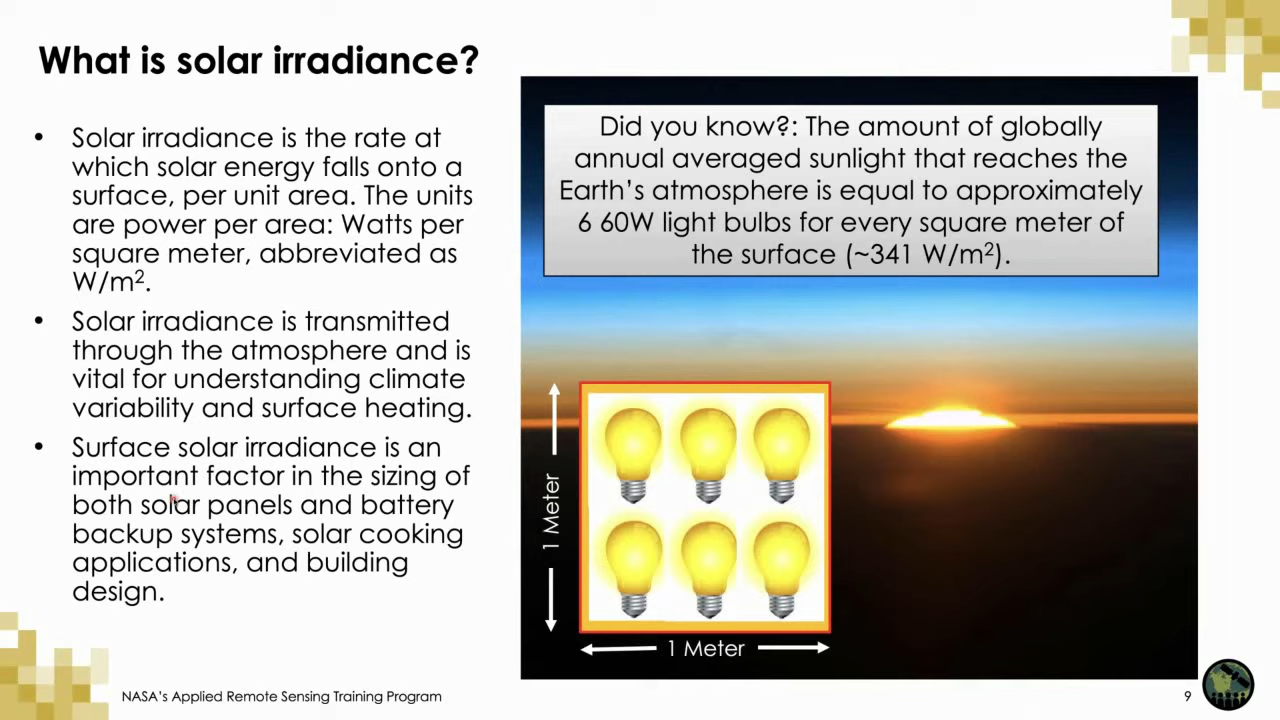 What is solar irradiance?
• Solar irradiance is the rate at
which solar energy falls onto a
surface, per unit area. The units
are power per area: Watts per
square meter, abbreviated as
W/m².
• Solar irradiance is transmitted
through the atmosphere and is
vital for understanding climate
variability and surface heating.
• Surface solar irradiance is an
important factor in the sizing of
both solar panels and battery
backup systems, solar cooking
applications, and building
design.
Did you know?: The amount of globally
annual averaged sunlight that reaches the
Earth's atmosphere is equal to approximately
6 60W light bulbs for every square meter of
the surface (~341 W/m²).
1 Meter
1 Meter
NASA's Applied Remote Sensing Training Program
9